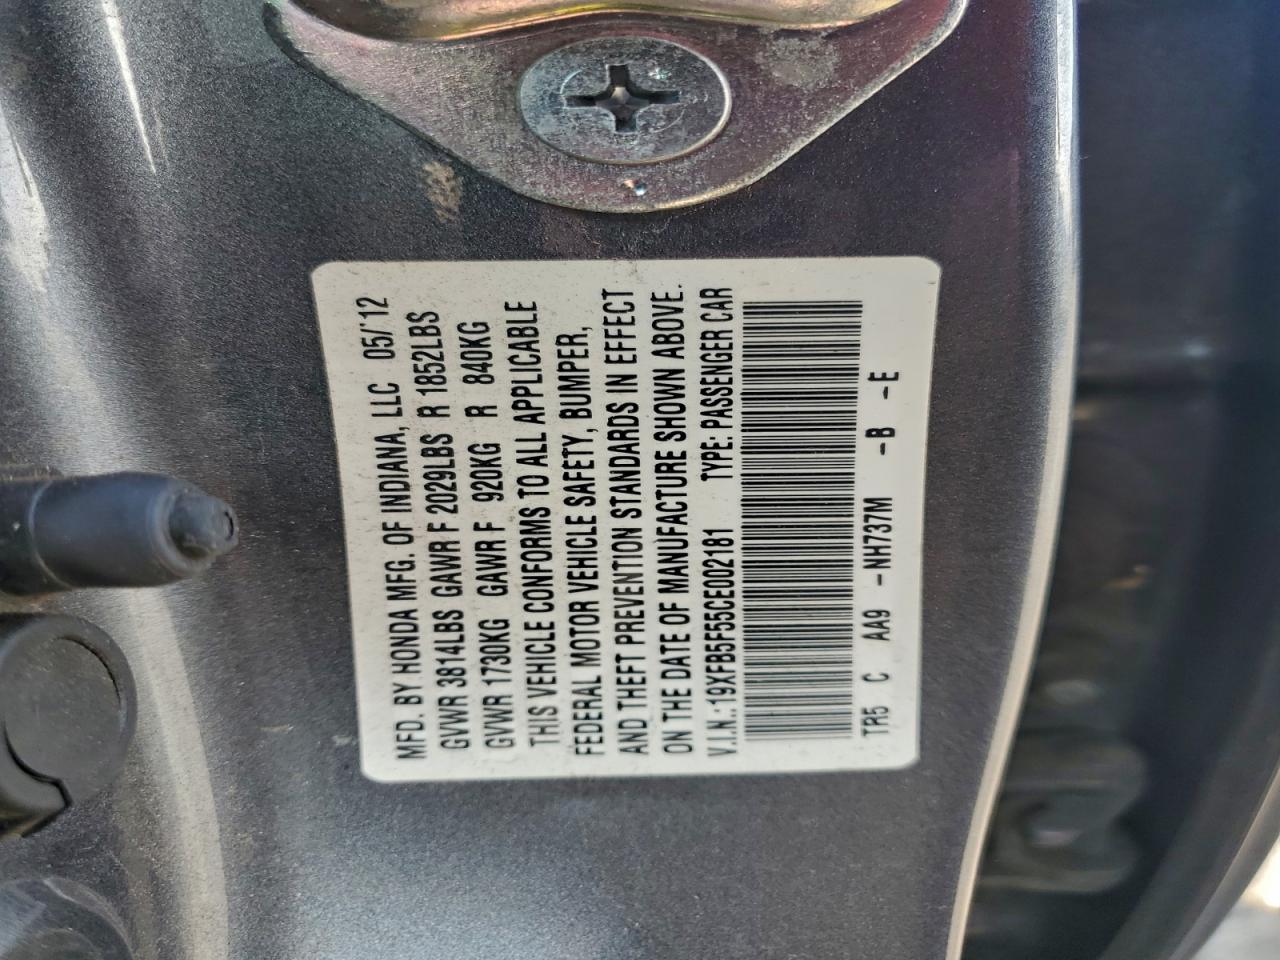 MFD. BY HONDA MFG. OF INDIANA, LLC 05/'12
GVWR 3814LBS GAWR F 2029LBS R 1852LBS
GVWR 1730KG GAWR F 920KG R 840KG
THIS VEHICLE CONFORMS TO ALL APPLICABLE
FEDERAL MOTOR VEHICLE SAFETY, BUMPER,
AND THEFT PREVENTION STANDARDS IN EFFECT
ON THE DATE OF MANUFACTURE SHOWN ABOVE.
V.I.N.: 19XFB5F55CE002181 TYPE: PASSENGER CAR
TR5 C AA9 -NH737M -B -E